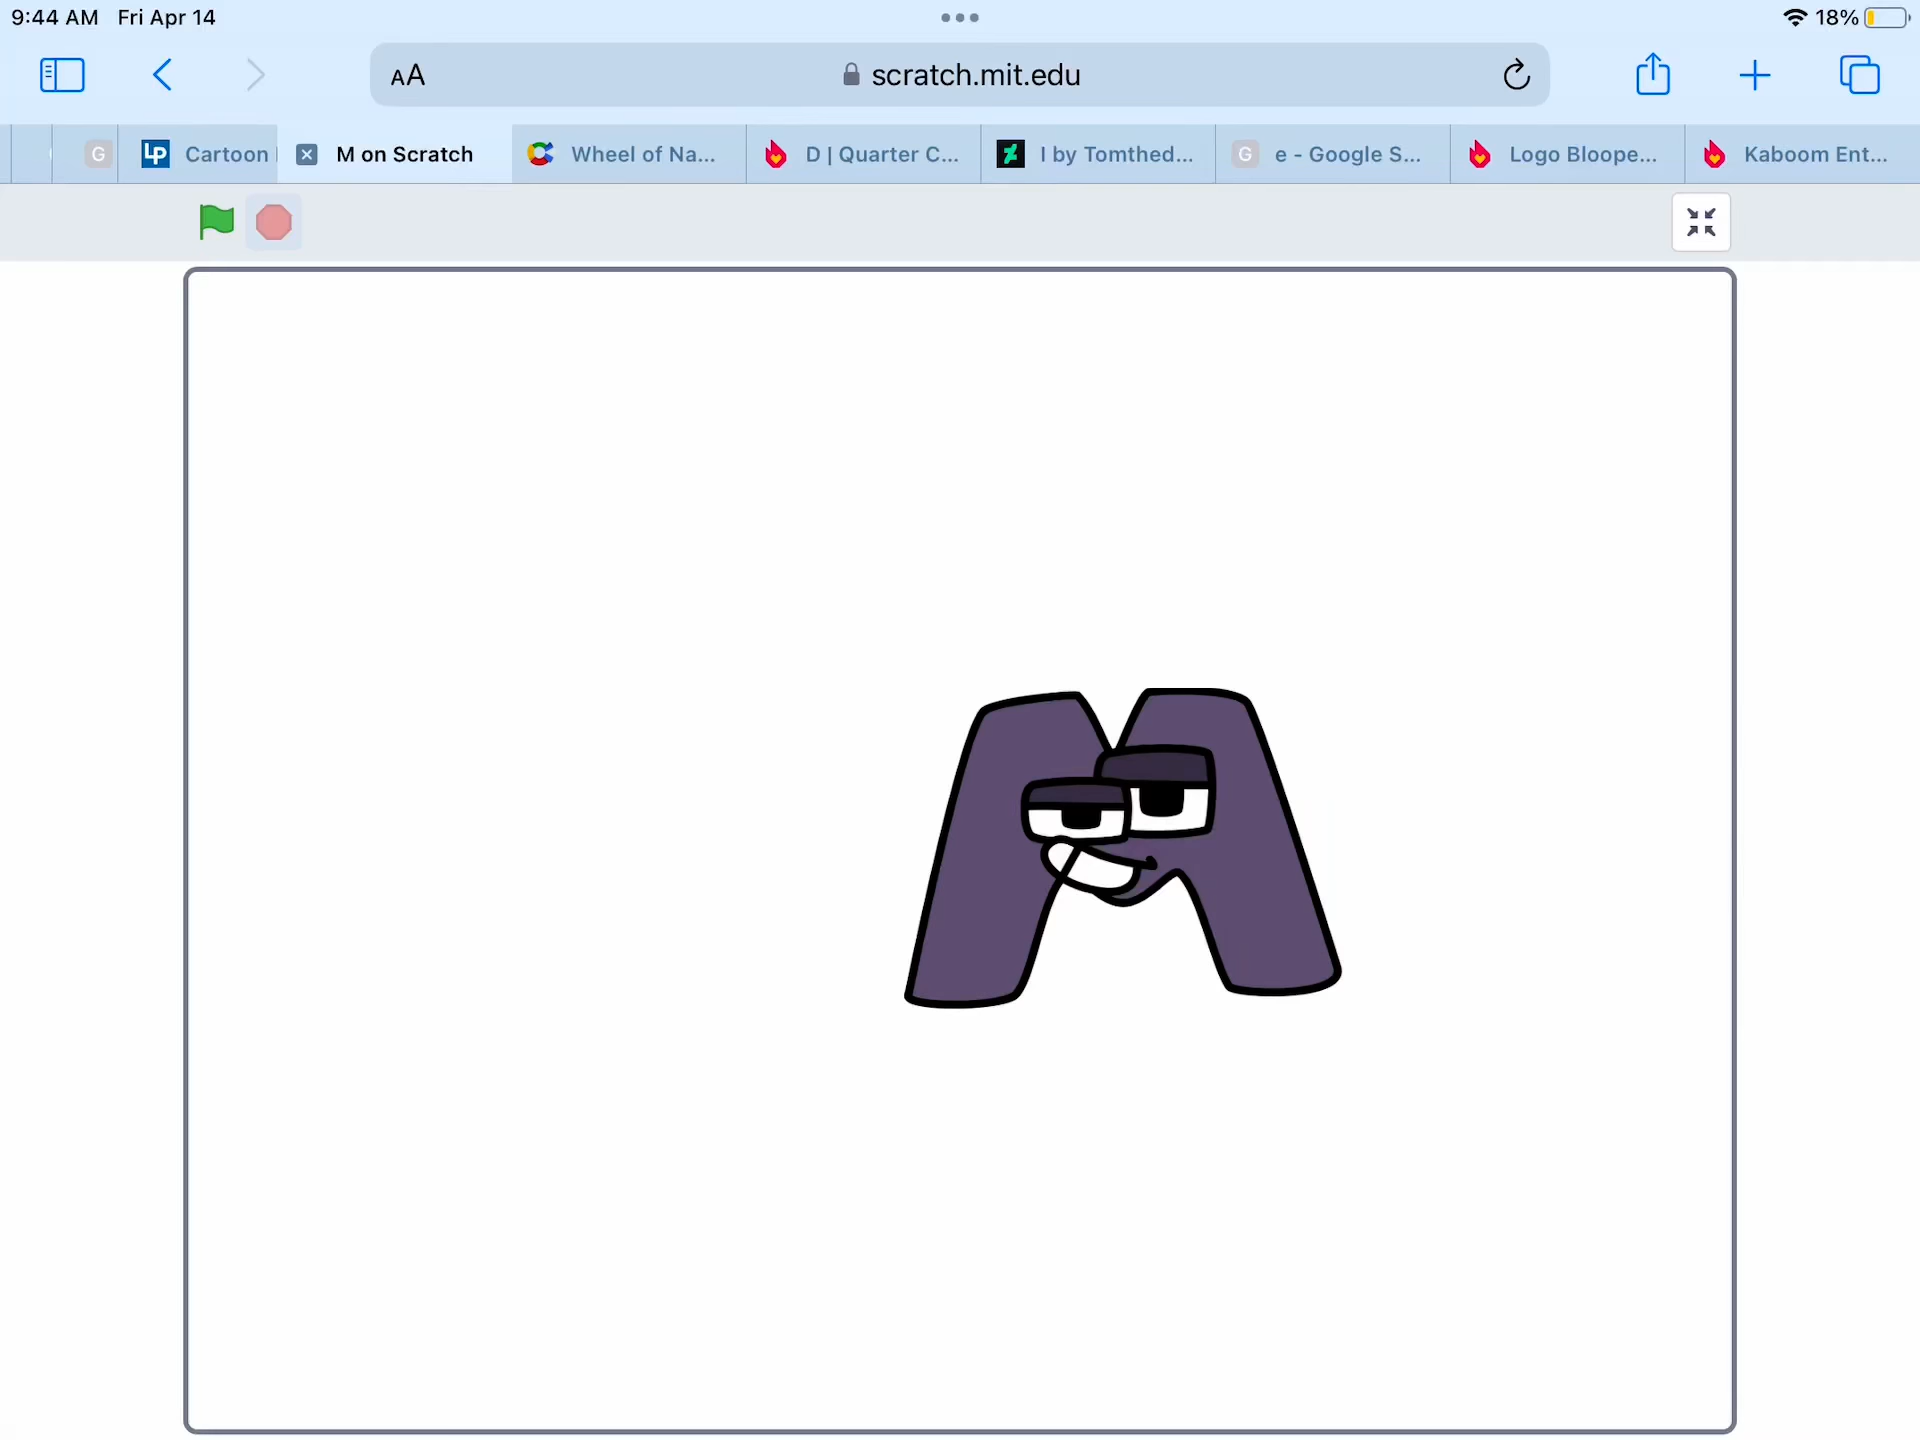 9:44 AM Fri Apr 14
18%
AA
scratch.mit.edu
G
LP
Cartoon
M on Scratch
Wheel of Na...
D | Quarter C...
I by Tomthed...
G
e - Google S...
Logo Bloope...
Kaboom Ent...